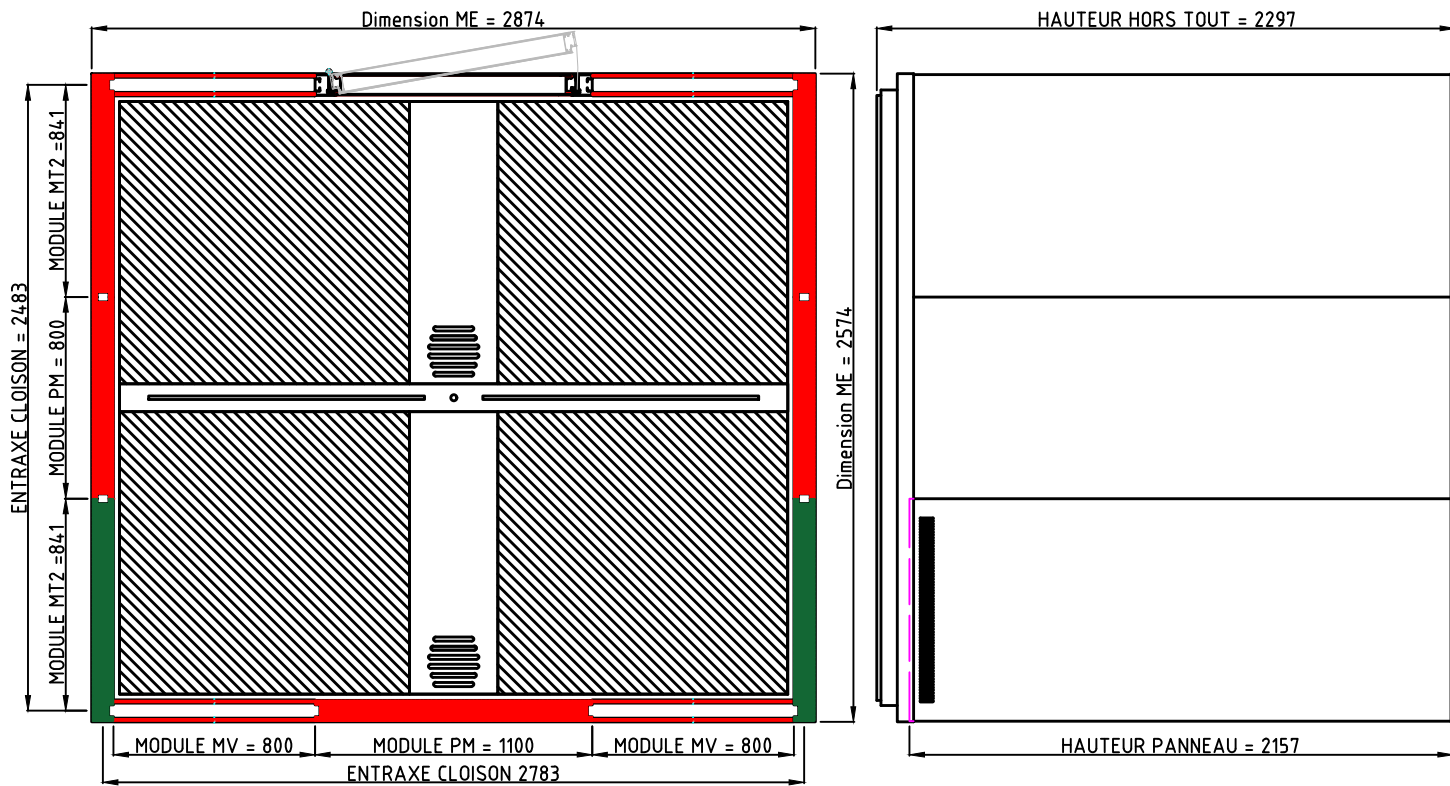 Dimension ME = 2874
HAUTEUR HORS TOUT = 2297
MODULE MT2 =841
ENTRAXE CLOISON = 2483
MODULE PM = 800
Dimension ME = 2574
MODULE MT2 =841
MODULE MV = 800
MODULE PM = 1100
MODULE MV = 800
HAUTEUR PANNEAU = 2157
ENTRAXE CLOISON 2783